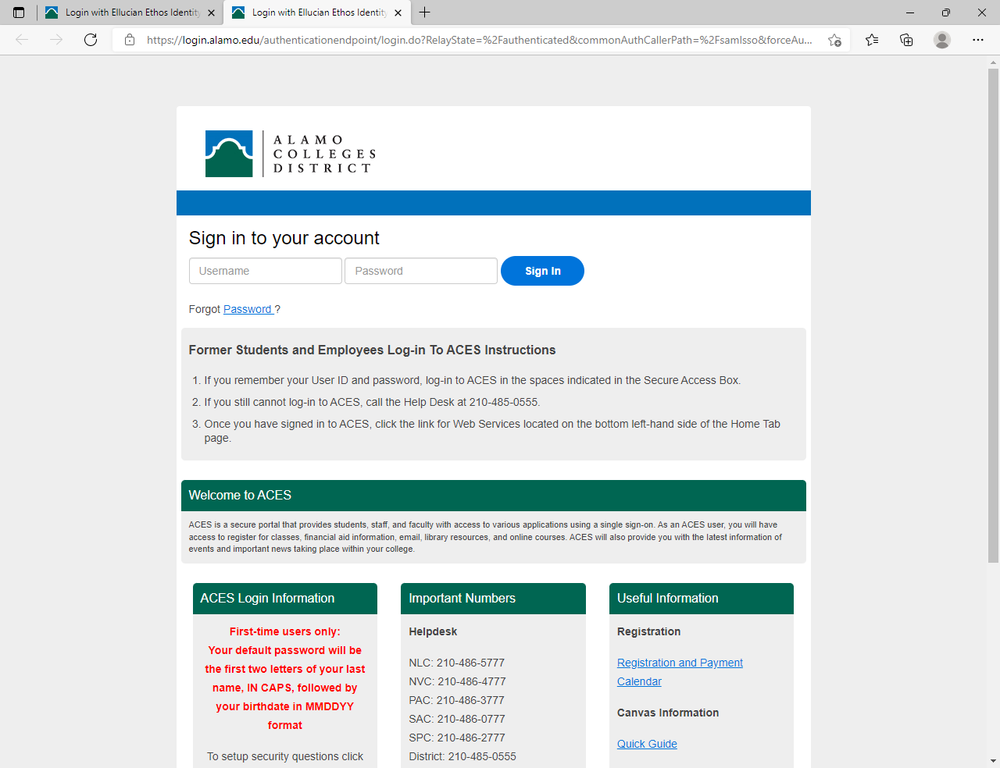 Login with Ellucian Ethos Identity
Login with Ellucian Ethos Identity
https://login.alamo.edu/authenticationendpoint/login.do?RelayState=%2Fauthenticated&commonAuthCallerPath=%2Fsamlsso&forceAu...
ALAMO
COLLEGES
DISTRICT
Sign in to your account
Username
Password
Sign In
Forgot Password ?
Former Students and Employees Log-in To ACES Instructions
1. If you remember your User ID and password, log-in to ACES in the spaces indicated in the Secure Access Box.
2. If you still cannot log-in to ACES, call the Help Desk at 210-485-0555.
3. Once you have signed in to ACES, click the link for Web Services located on the bottom left-hand side of the Home Tab
page.
Welcome to ACES
ACES is a secure portal that provides students, staff, and faculty with access to various applications using a single sign-on. As an ACES user, you will have
access to register for classes, financial aid information, email, library resources, and online courses. ACES will also provide you with the latest information of
events and important news taking place within your college.
ACES Login Information
First-time users only:
Your default password will be
the first two letters of your last
name, IN CAPS, followed by
your birthdate in MMDDYY
format
To setup security questions click
Important Numbers
Helpdesk
NLC: 210-486-5777
NVC: 210-486-4777
PAC: 210-486-3777
SAC: 210-486-0777
SPC: 210-486-2777
District: 210-485-0555
Useful Information
Registration
Registration and Payment
Calendar
Canvas Information
Quick Guide